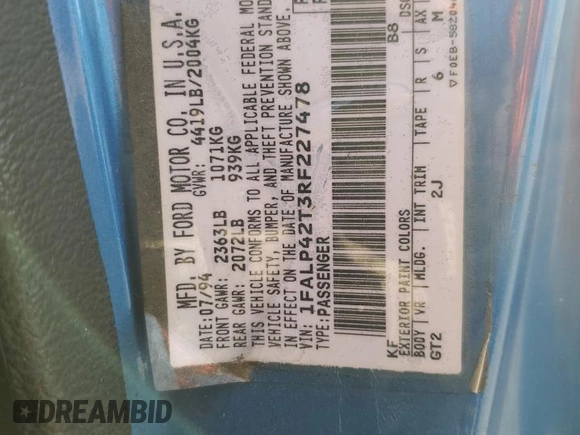 MFD. BY FORD MOTOR CO. IN U.S.A.
DATE: 07/94 GVWR: 4419LB/2004KG
FRONT GAWR: 2363LB 1071KG
REAR GAWR: 2072LB 939KG
THIS VEHICLE CONFORMS TO ALL APPLICABLE FEDERAL MO
VEHICLE SAFETY, BUMPER, AND THEFT PREVENTION STAND
IN EFFECT ON THE DATE OF MANUFACTURE SHOWN ABOVE,
VIN: 1FALP42T3RF227478
TYPE: PASSENGER
KF B8 DSO
EXTERIOR PAINT COLORS
BODY VR MLDG. INT TRIM TAPE R S AX
GT2 2J 6 M
▽F0EB-5820
DREAMBID